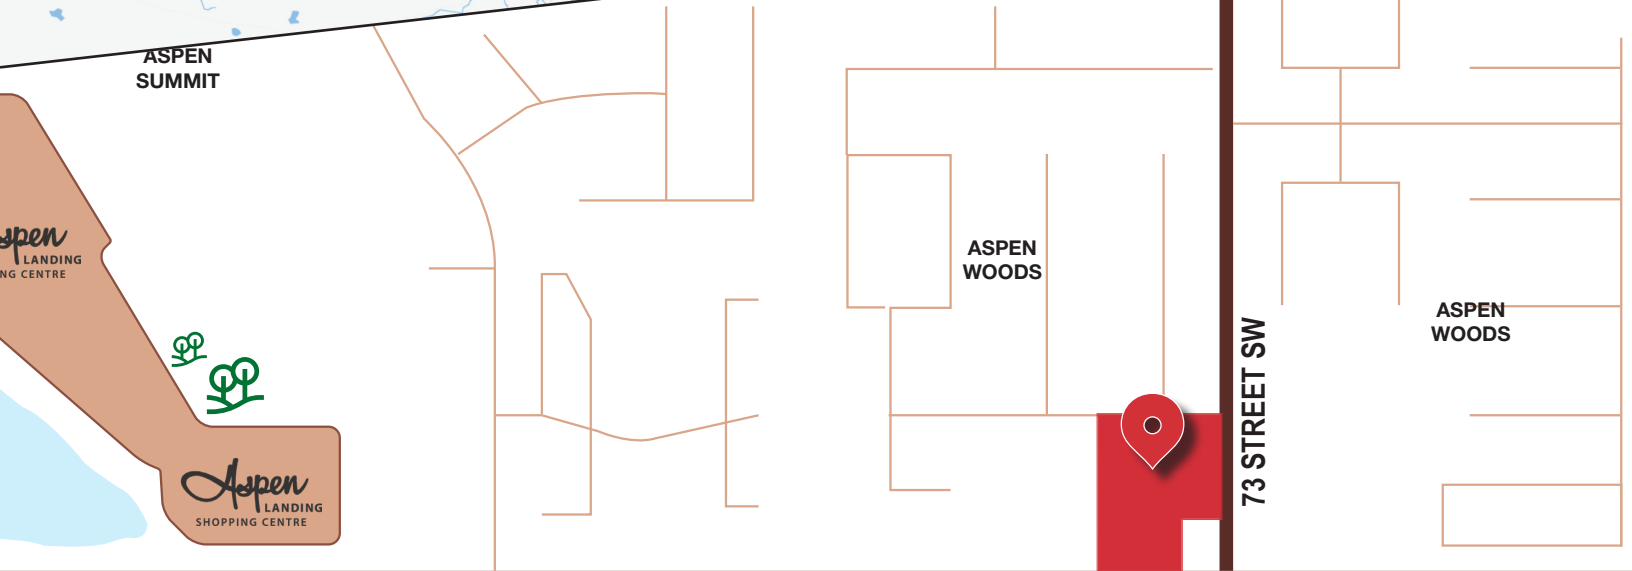 ASPEN
SUMMIT
LANDING
NG CENTRE
Aspen
LANDING
SHOPPING CENTRE
ASPEN
WOODS
73 STREET SW
ASPEN
WOODS